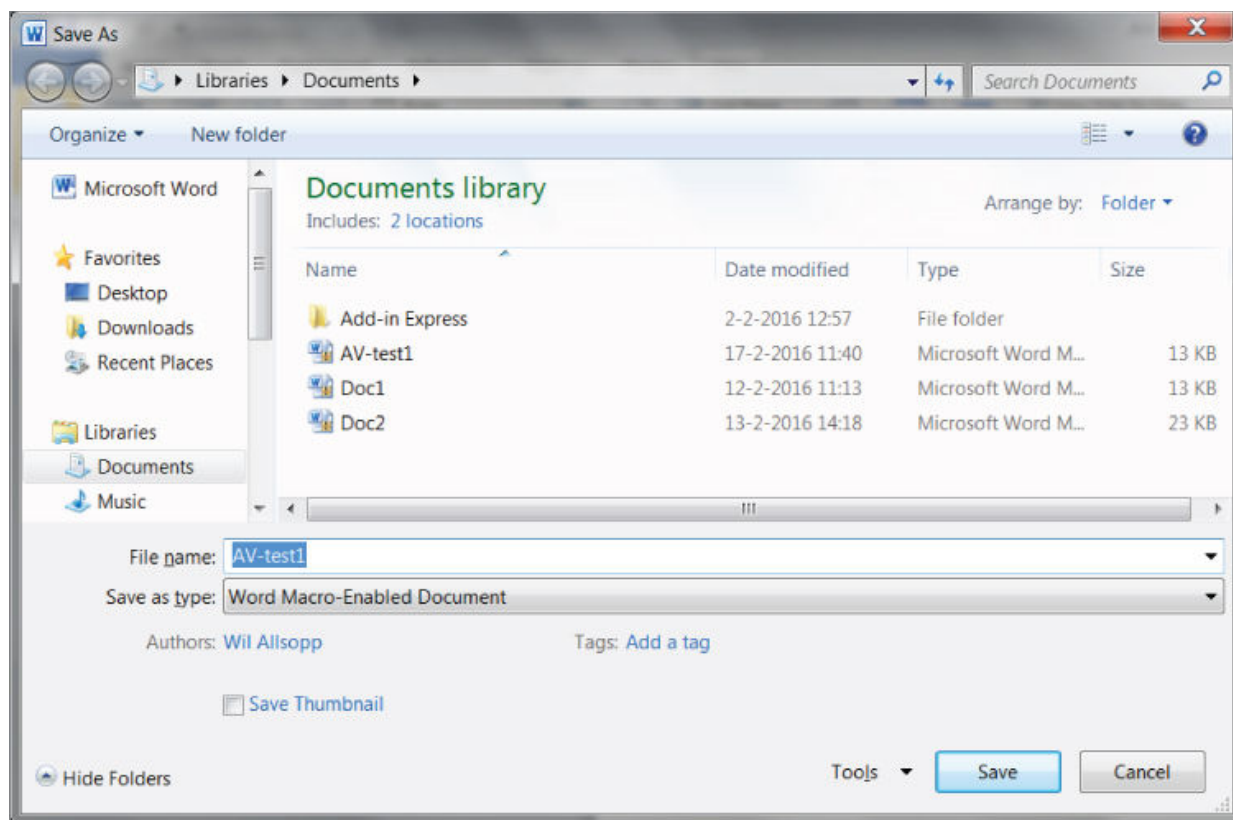 Save As
Libraries Documents Search Documents
Organize New folder
Microsoft Word
Favorites
Desktop
Downloads
Recent Places
Libraries
Documents
Music
Documents library
Includes: 2 locations
Arrange by: Folder
Name Date modified Type Size
Add-in Express 2-2-2016 12:57 File folder
AV-test1 17-2-2016 11:40 Microsoft Word M... 13 KB
Doc1 12-2-2016 11:13 Microsoft Word M... 13 KB
Doc2 13-2-2016 14:18 Microsoft Word M... 23 KB
File name: AV-test1
Save as type: Word Macro-Enabled Document
Authors: Wil Allsopp Tags: Add a tag
Save Thumbnail
Hide Folders Tools Save Cancel